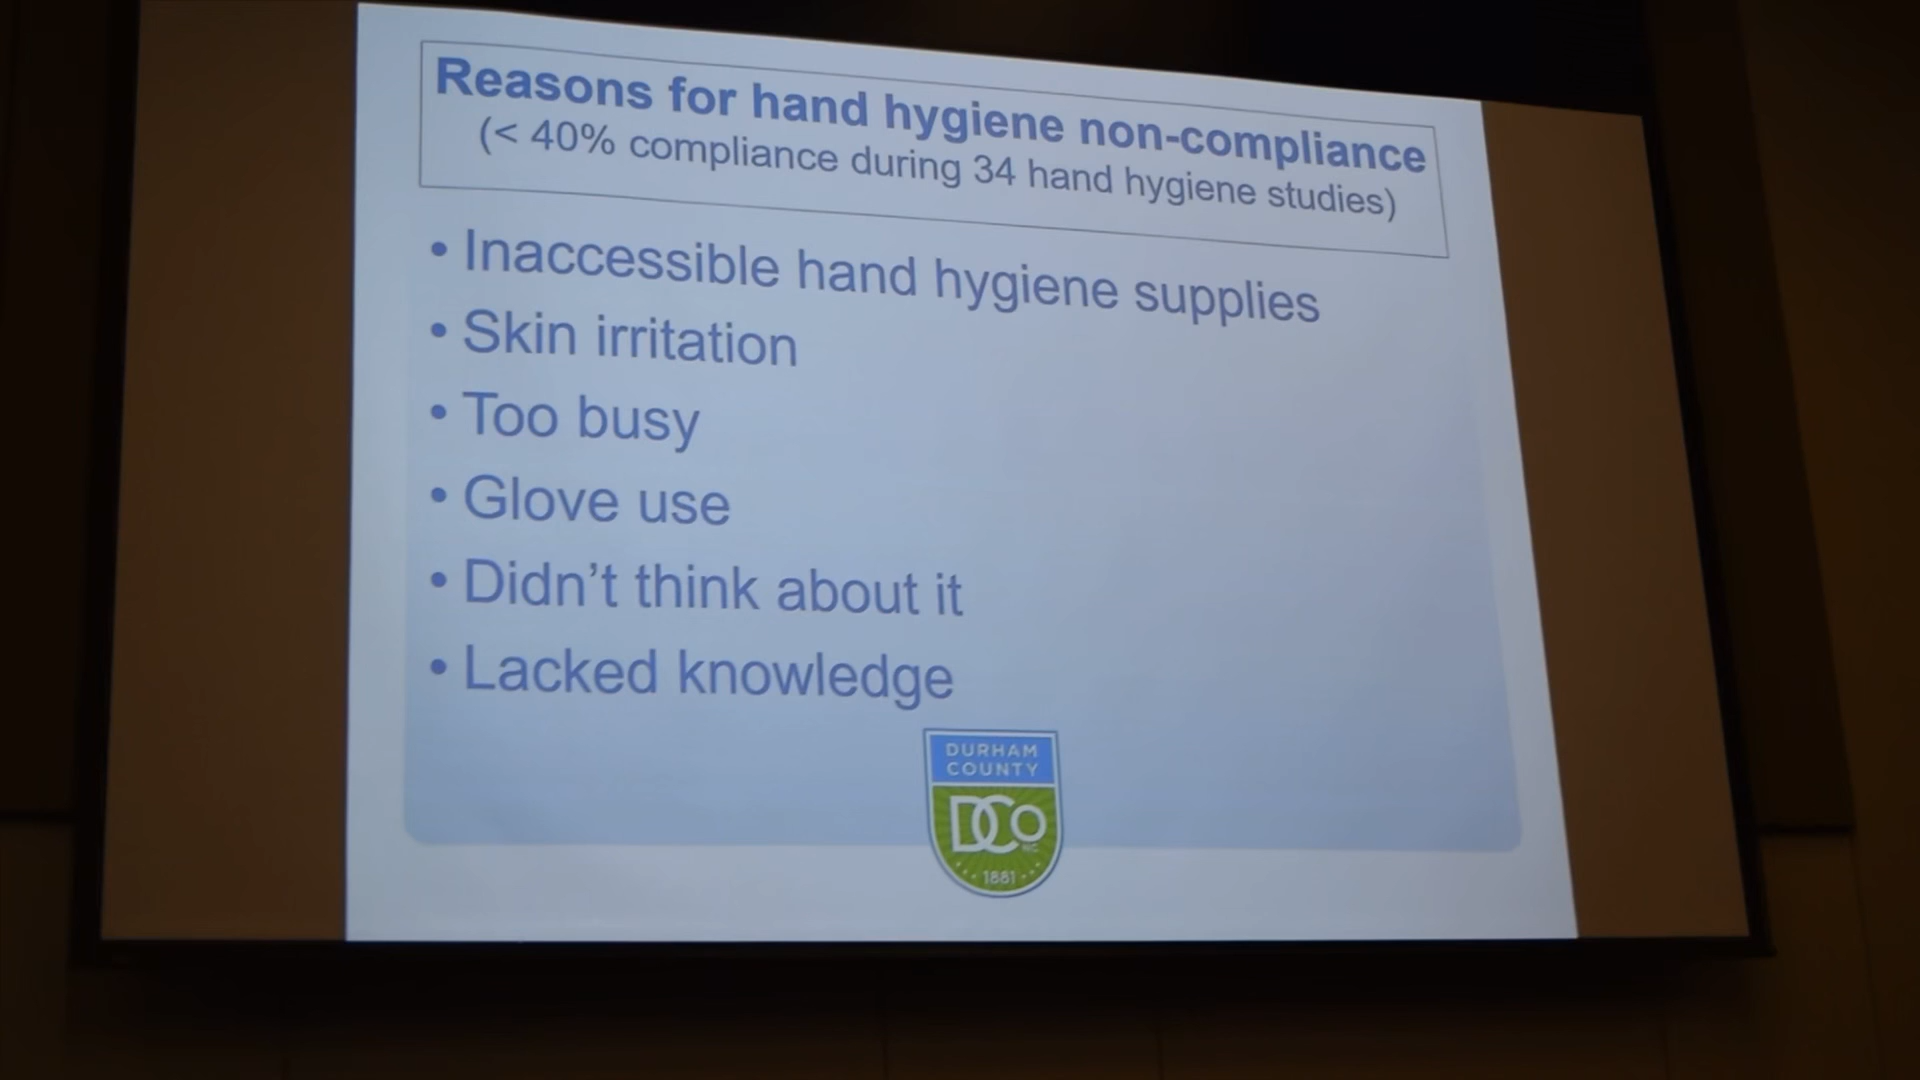 Reasons for hand hygiene non-compliance
(< 40% compliance during 34 hand hygiene studies)
• Inaccessible hand hygiene supplies
• Skin irritation
• Too busy
• Glove use
• Didn’t think about it
• Lacked knowledge
DURHAM
COUNTY
DCo
NC
1881